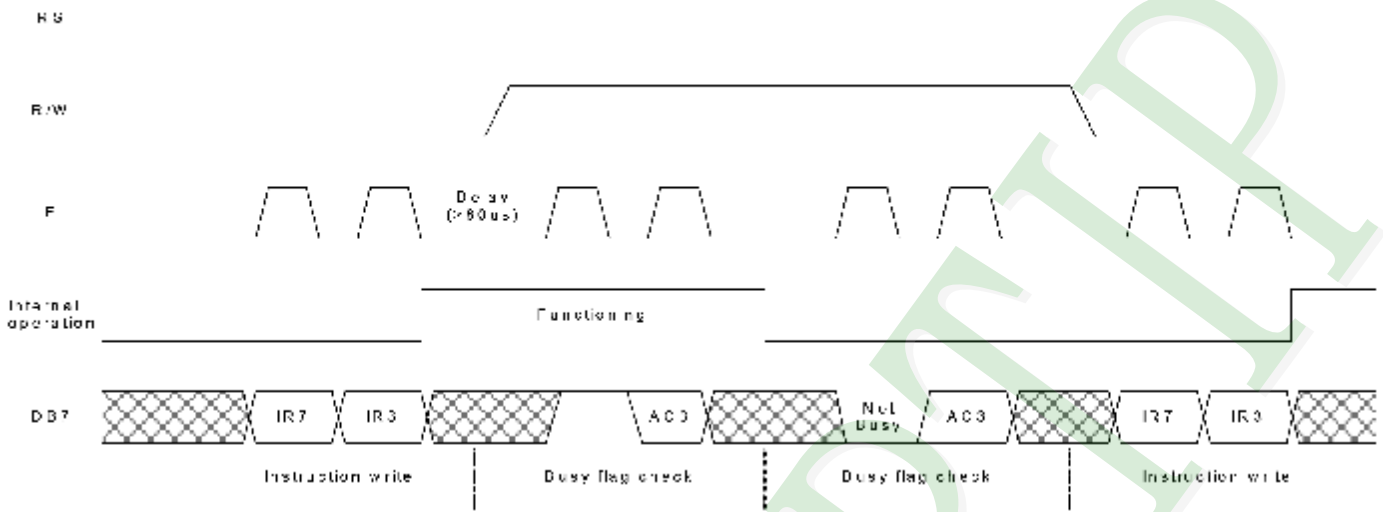 RS
R/W
E
Delay
(>80us)
Internal
operation
Functioning
DB7
IR7
IR3
AC3
Not
Busy
AC3
IR7
IR3
Instruction write
Busy flag check
Busy flag check
Instruction write
PTIP